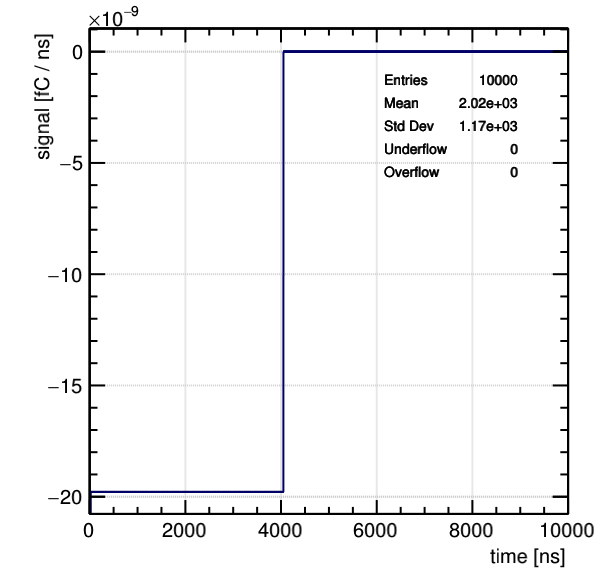 ×10⁻⁹
signal [fC / ns]
0
−5
−10
−15
−20
Entries 10000
Mean 2.02e+03
Std Dev 1.17e+03
Underflow 0
Overflow 0
0 2000 4000 6000 8000 10000
time [ns]